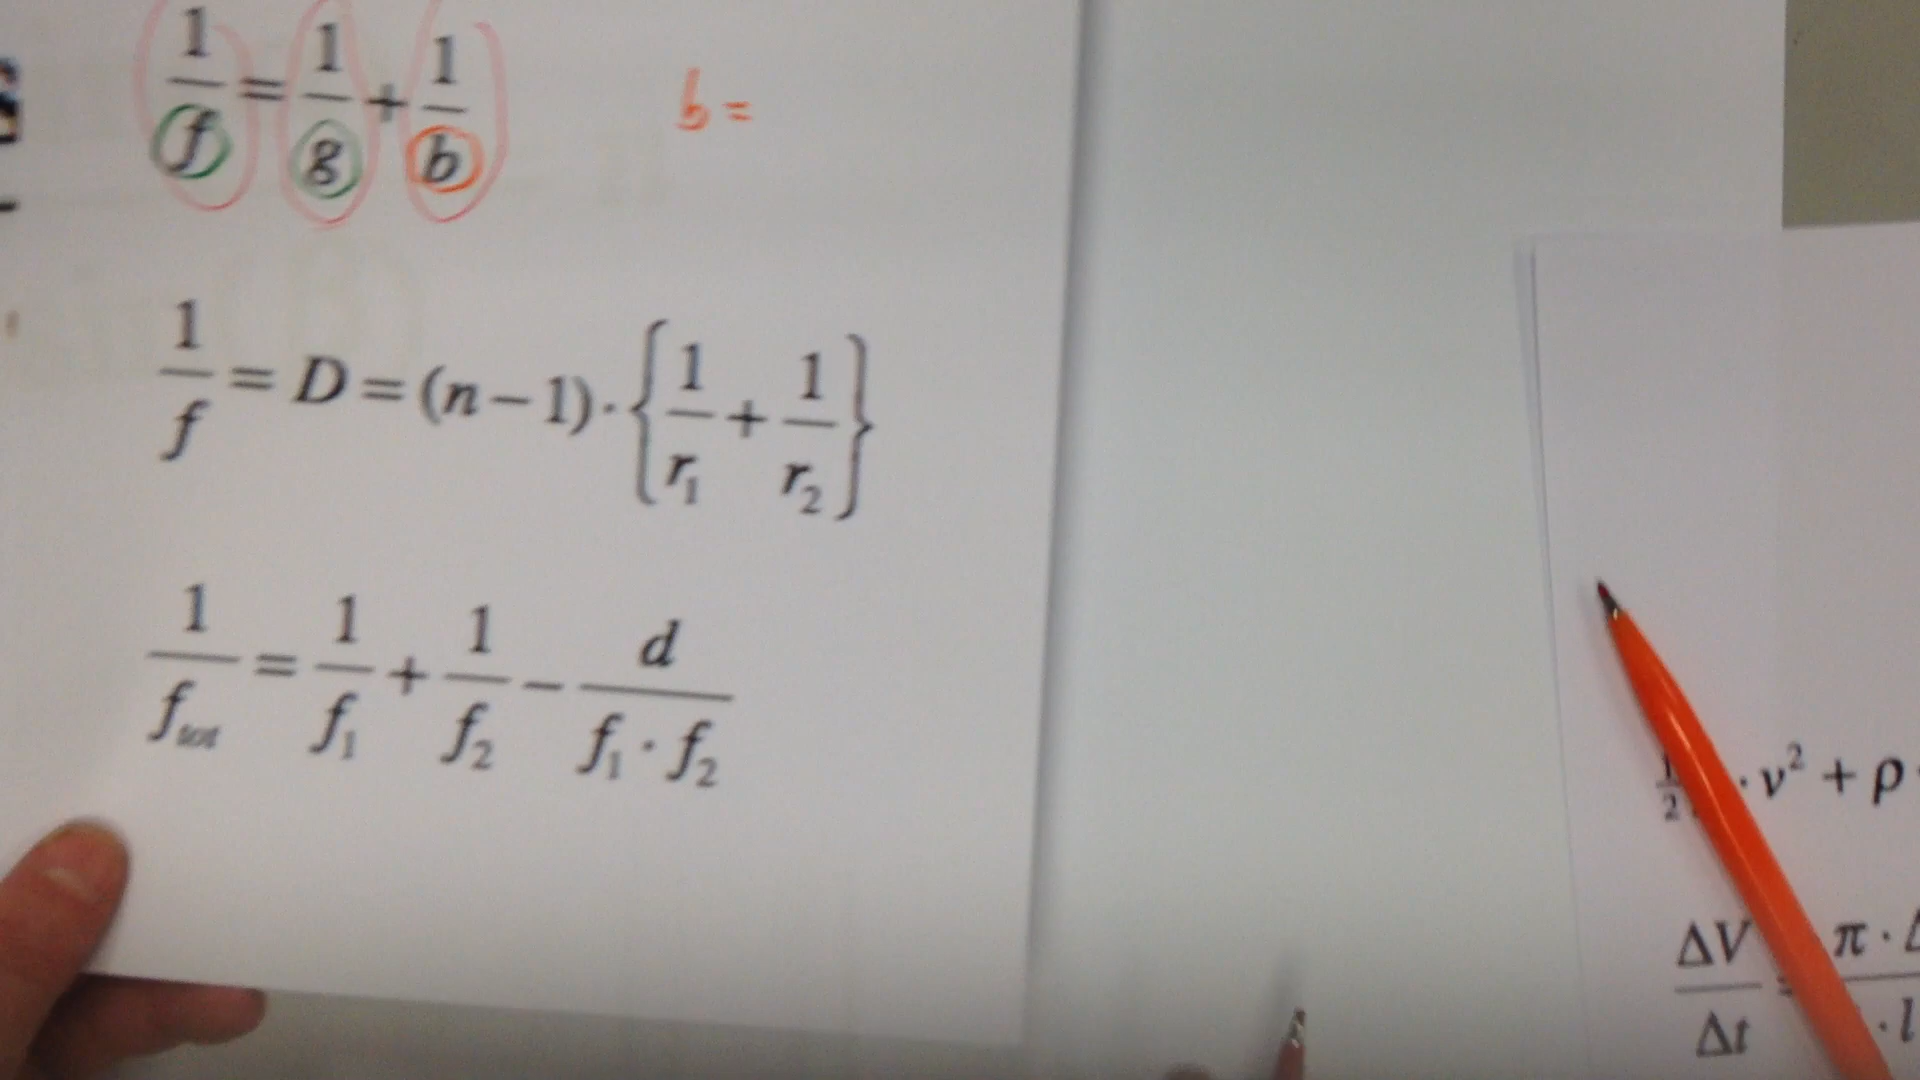 1/f = 1/g + 1/b
b =
1/f = D = (n − 1) · {1/r₁ + 1/r₂}
1/f_tot = 1/f₁ + 1/f₂ − d/(f₁ · f₂)
· v² + ρ ·
ΔV/Δt = π ·
· l